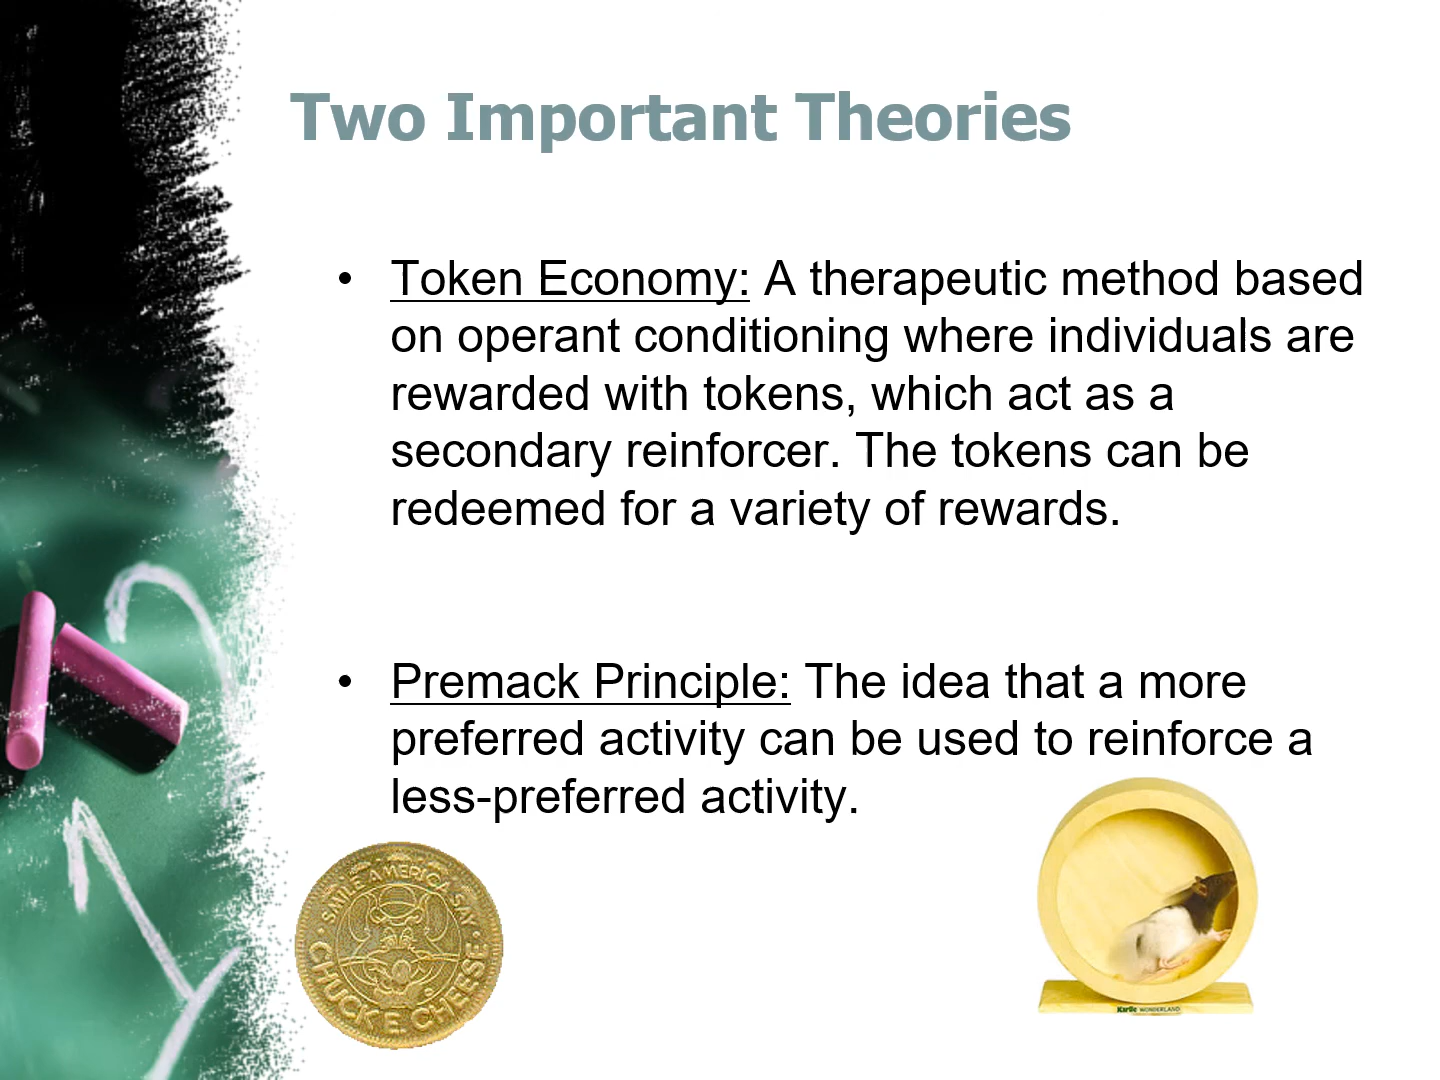 Two Important Theories
• Token Economy: A therapeutic method based
on operant conditioning where individuals are
rewarded with tokens, which act as a
secondary reinforcer. The tokens can be
redeemed for a variety of rewards.
• Premack Principle: The idea that a more
preferred activity can be used to reinforce a
less-preferred activity.
SMILE AMERICA SAY
CHUCK E. CHEESE
Karlie WONDERLAND